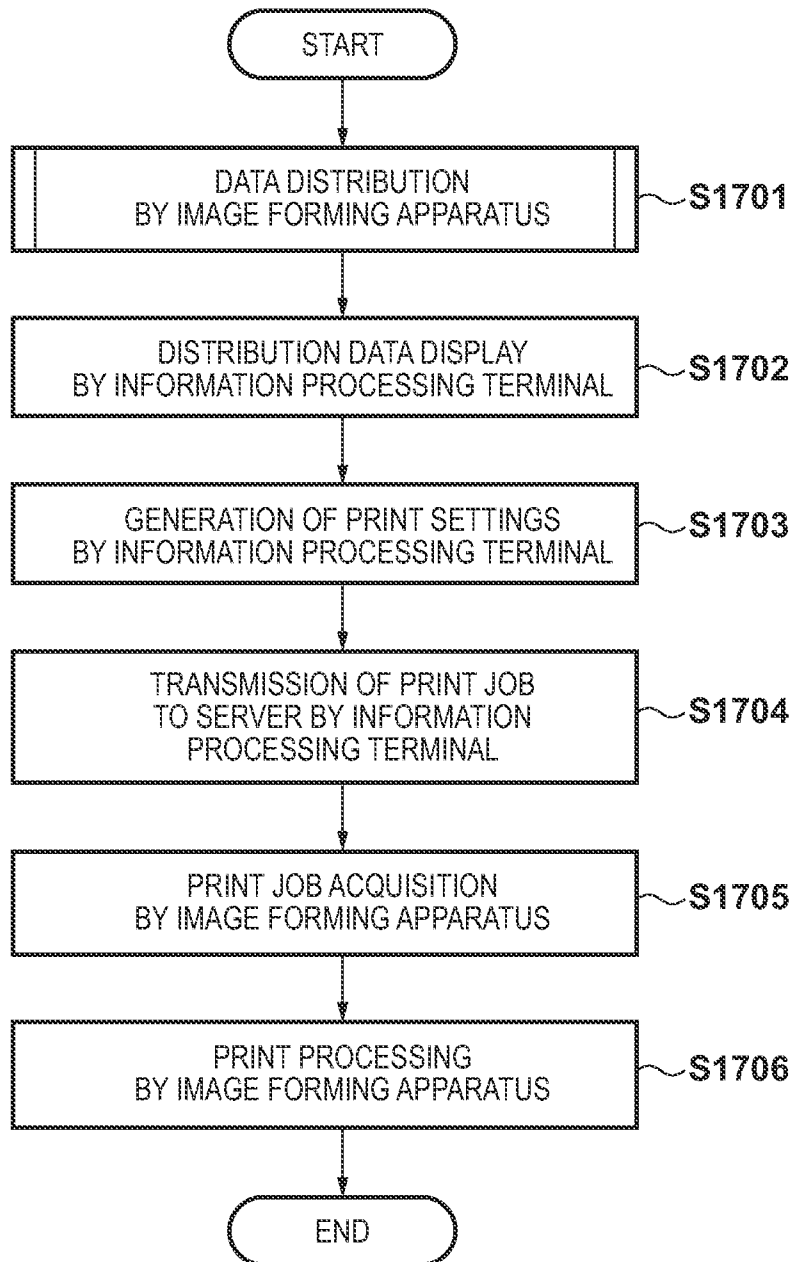 START
DATA DISTRIBUTION
BY IMAGE FORMING APPARATUS
S1701
DISTRIBUTION DATA DISPLAY
BY INFORMATION PROCESSING TERMINAL
S1702
GENERATION OF PRINT SETTINGS
BY INFORMATION PROCESSING TERMINAL
S1703
TRANSMISSION OF PRINT JOB
TO SERVER BY INFORMATION
PROCESSING TERMINAL
S1704
PRINT JOB ACQUISITION
BY IMAGE FORMING APPARATUS
S1705
PRINT PROCESSING
BY IMAGE FORMING APPARATUS
S1706
END